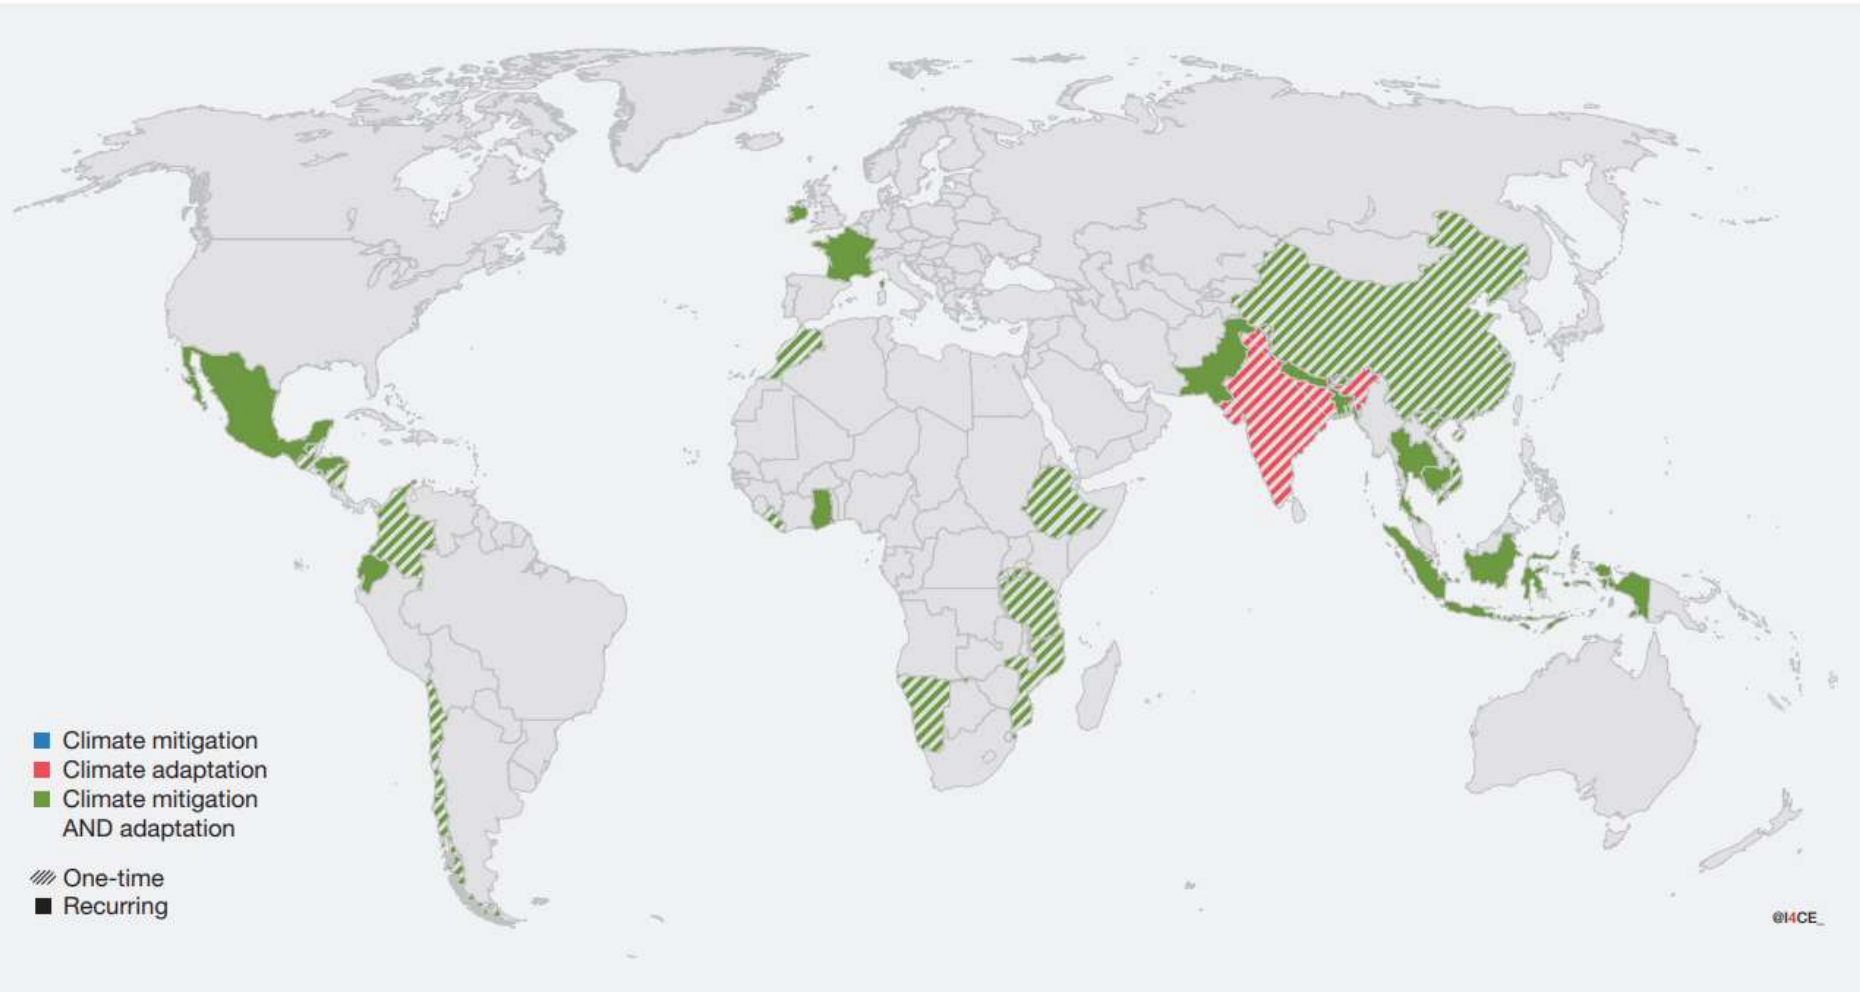 Climate mitigation
Climate adaptation
Climate mitigation
AND adaptation
One-time
Recurring
@I4CE_